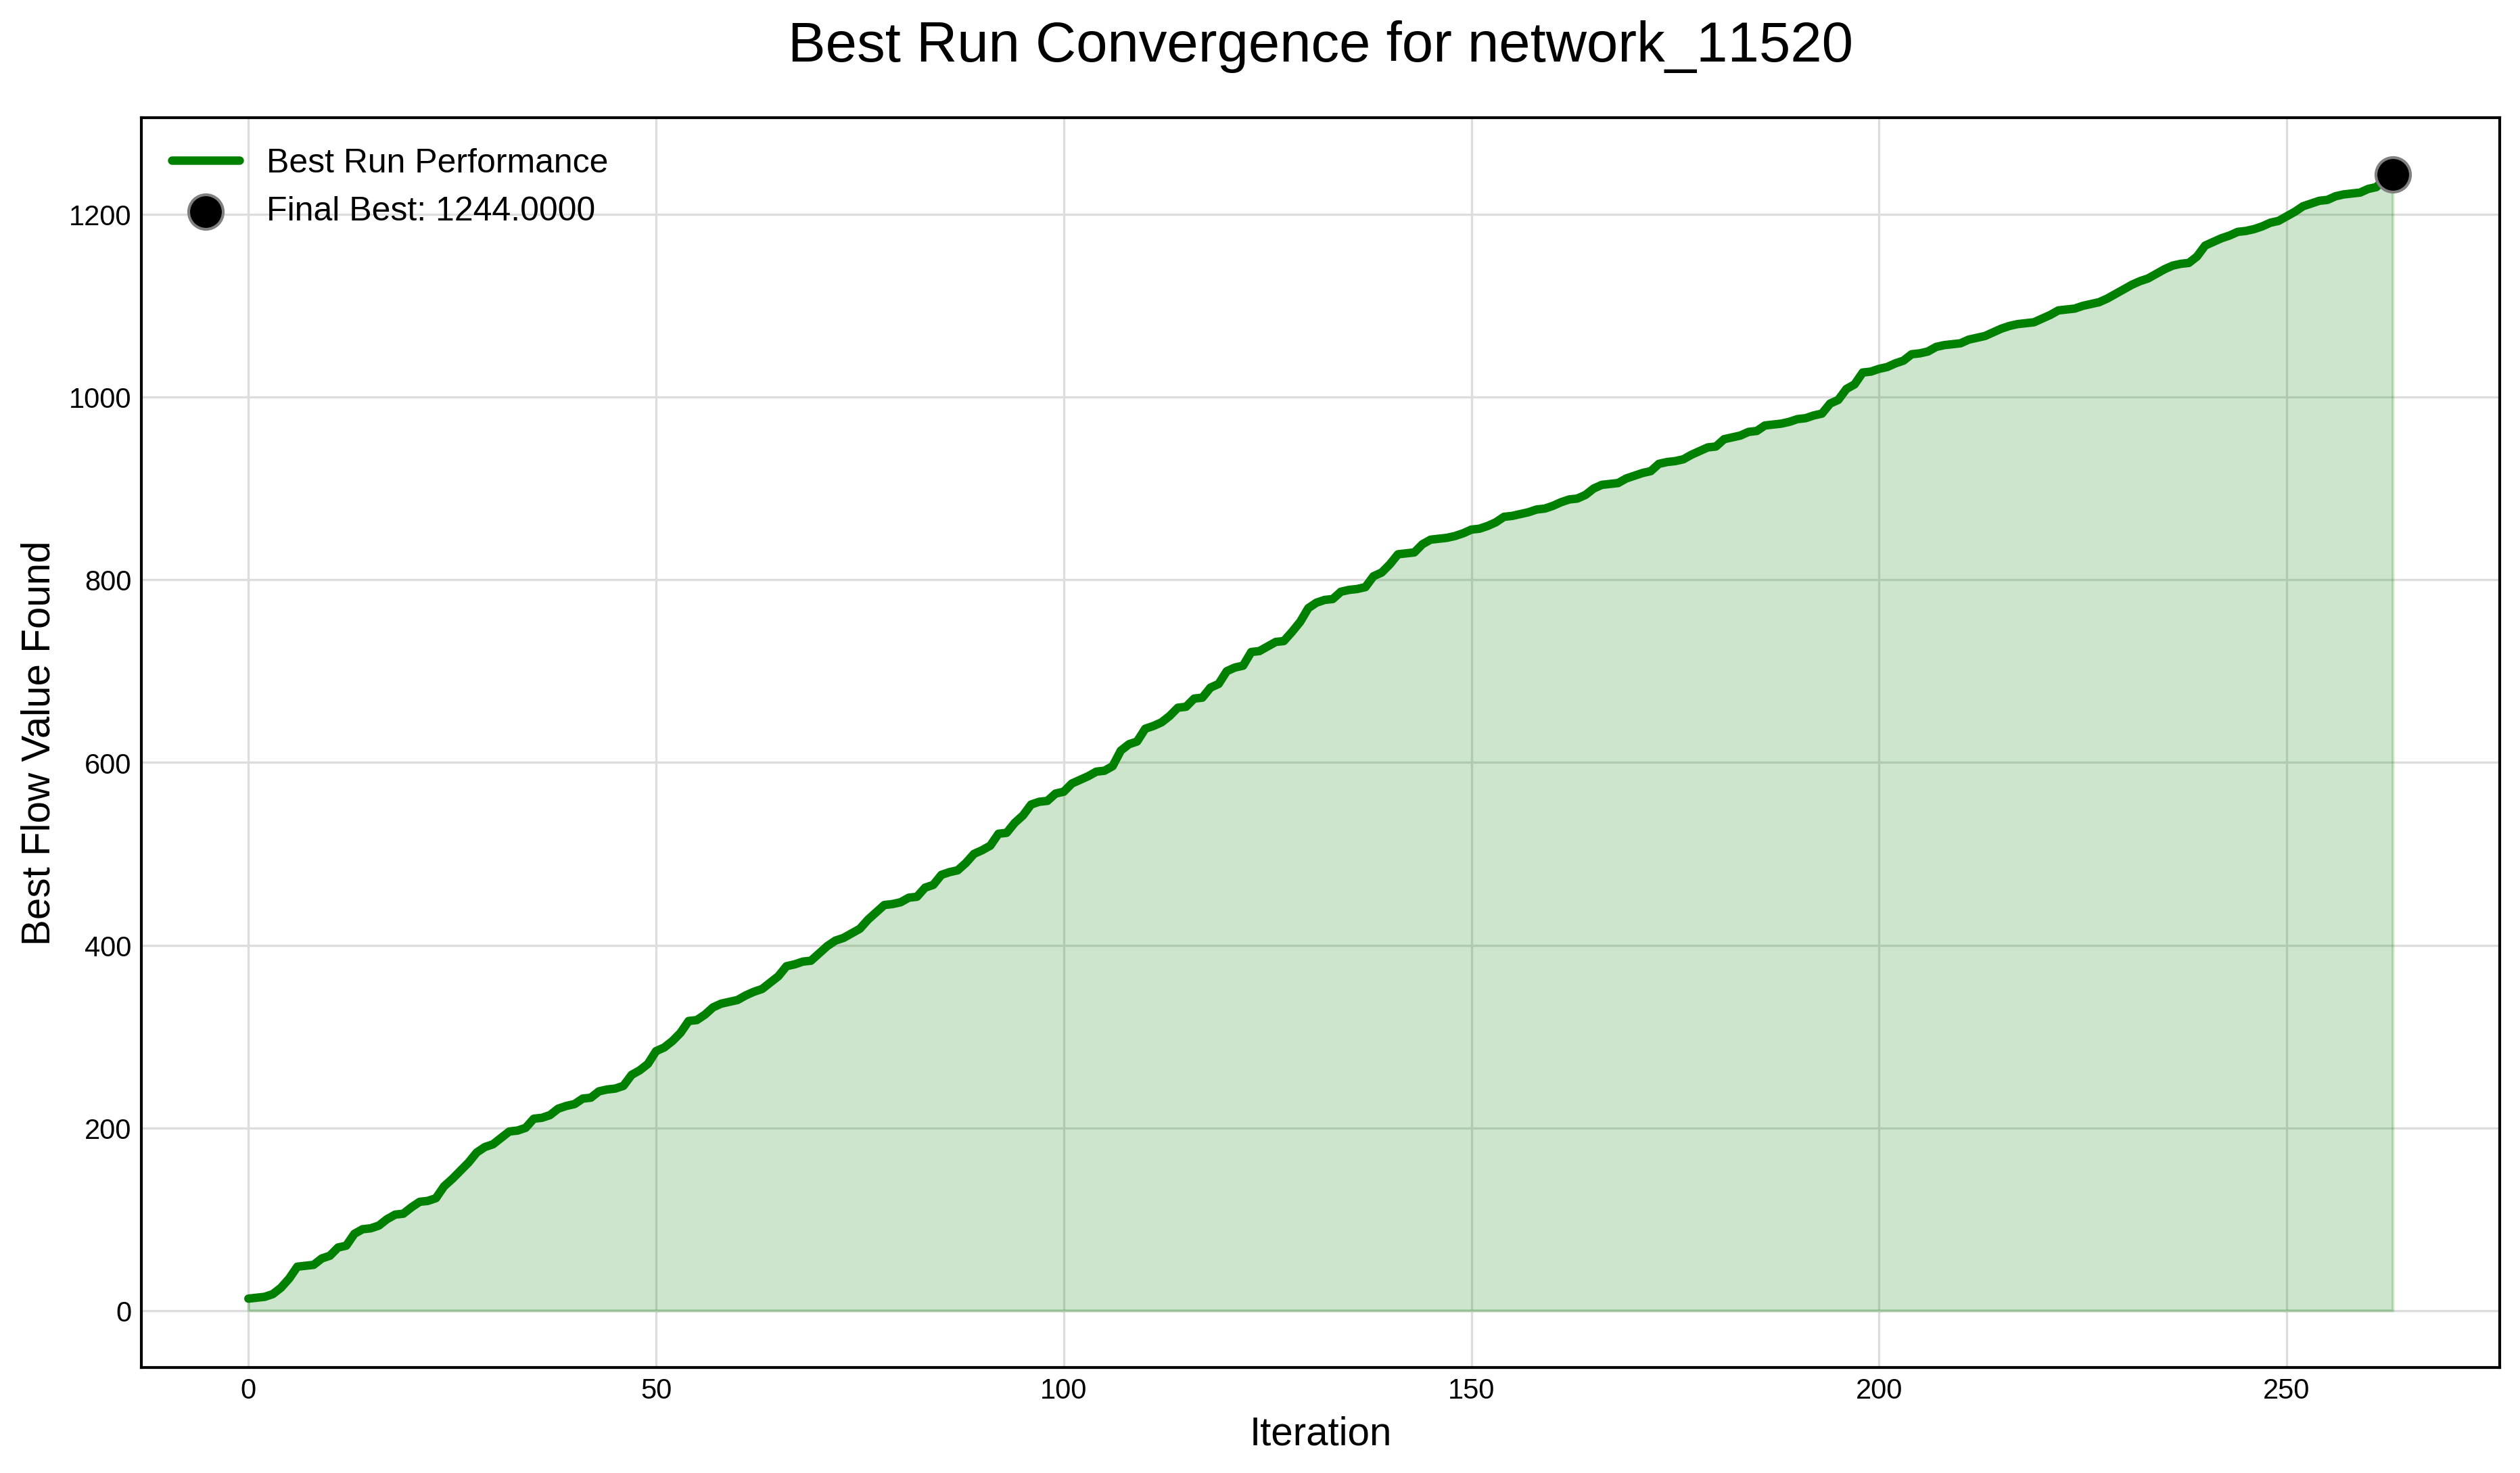 Best Run Convergence for network_11520
Best Run Performance
Final Best: 1244.0000
Best Flow Value Found
1200
1000
800
600
400
200
0
0 50 100 150 200 250
Iteration